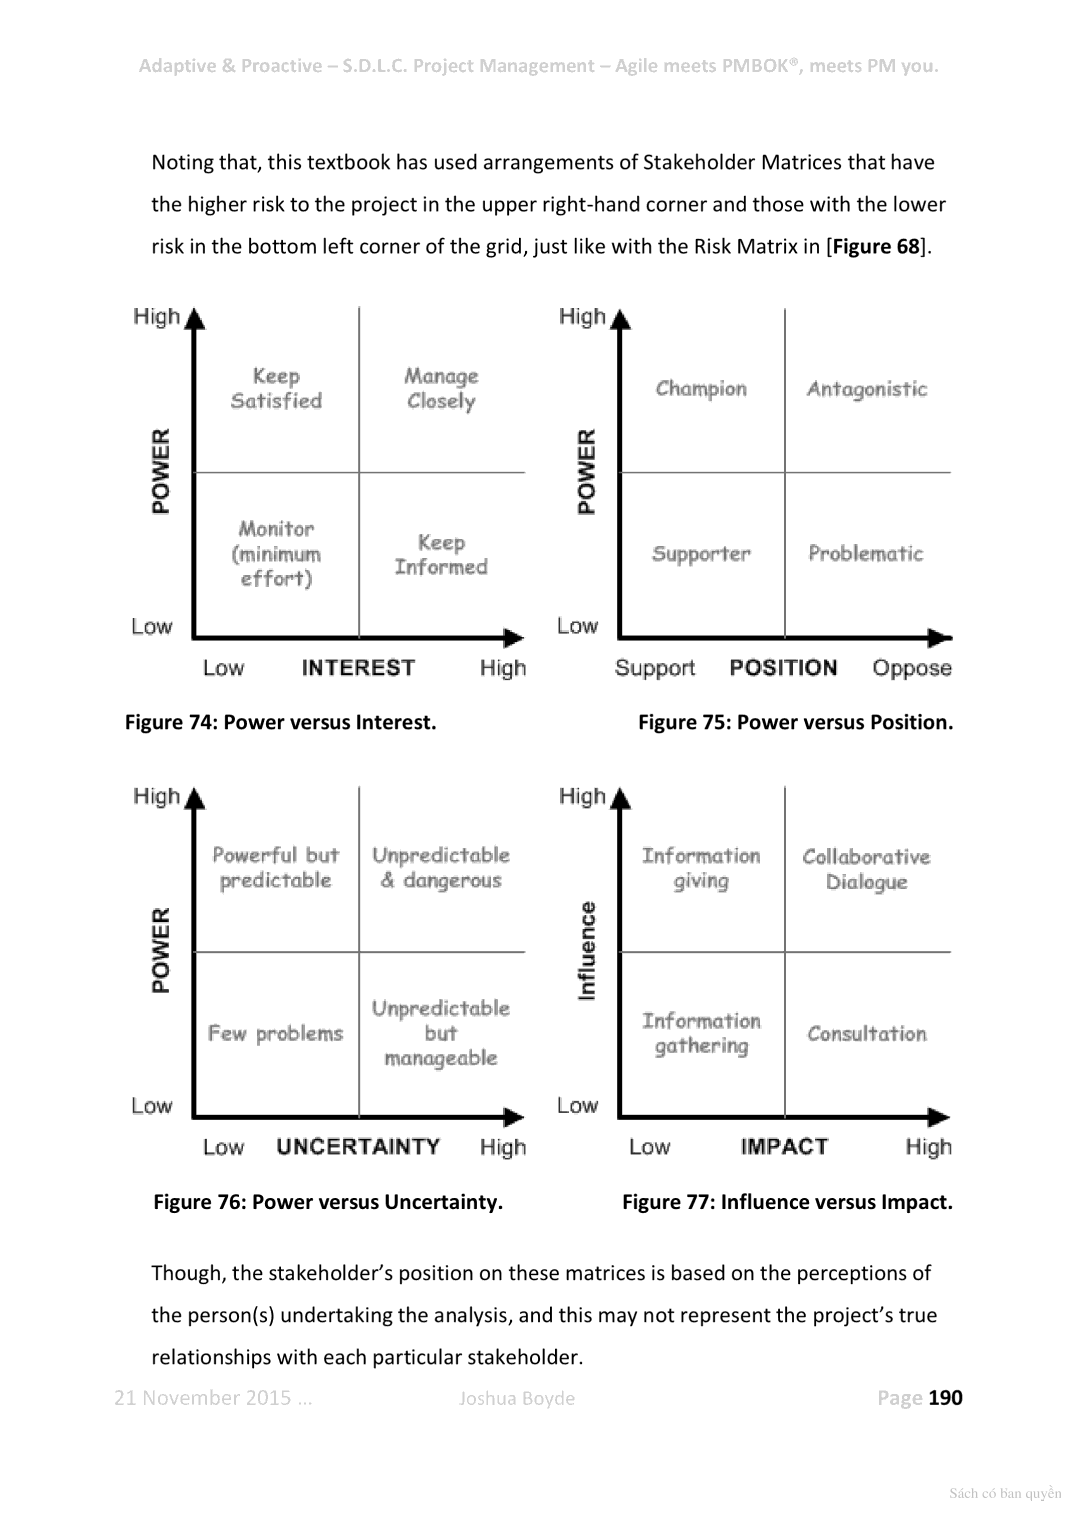 Adaptive & Proactive – S.D.L.C. Project Management – Agile meets PMBOK®, meets PM you.
Noting that, this textbook has used arrangements of Stakeholder Matrices that have
the higher risk to the project in the upper right-hand corner and those with the lower
risk in the bottom left corner of the grid, just like with the Risk Matrix in [Figure 68].
High
Keep
Satisfied
Manage
Closely
POWER
Monitor
(minimum
effort)
Keep
Informed
Low
Low INTEREST High
Figure 74: Power versus Interest.
High
Champion
Antagonistic
POWER
Supporter
Problematic
Low
Support POSITION Oppose
Figure 75: Power versus Position.
High
Powerful but
predictable
Unpredictable
& dangerous
POWER
Few problems
Unpredictable
but
manageable
Low
Low UNCERTAINTY High
Figure 76: Power versus Uncertainty.
High
Information
giving
Collaborative
Dialogue
Influence
Information
gathering
Consultation
Low
Low IMPACT High
Figure 77: Influence versus Impact.
Though, the stakeholder’s position on these matrices is based on the perceptions of
the person(s) undertaking the analysis, and this may not represent the project’s true
relationships with each particular stakeholder.
21 November 2015 ... Joshua Boyde Page 190
Sách có bản quyền